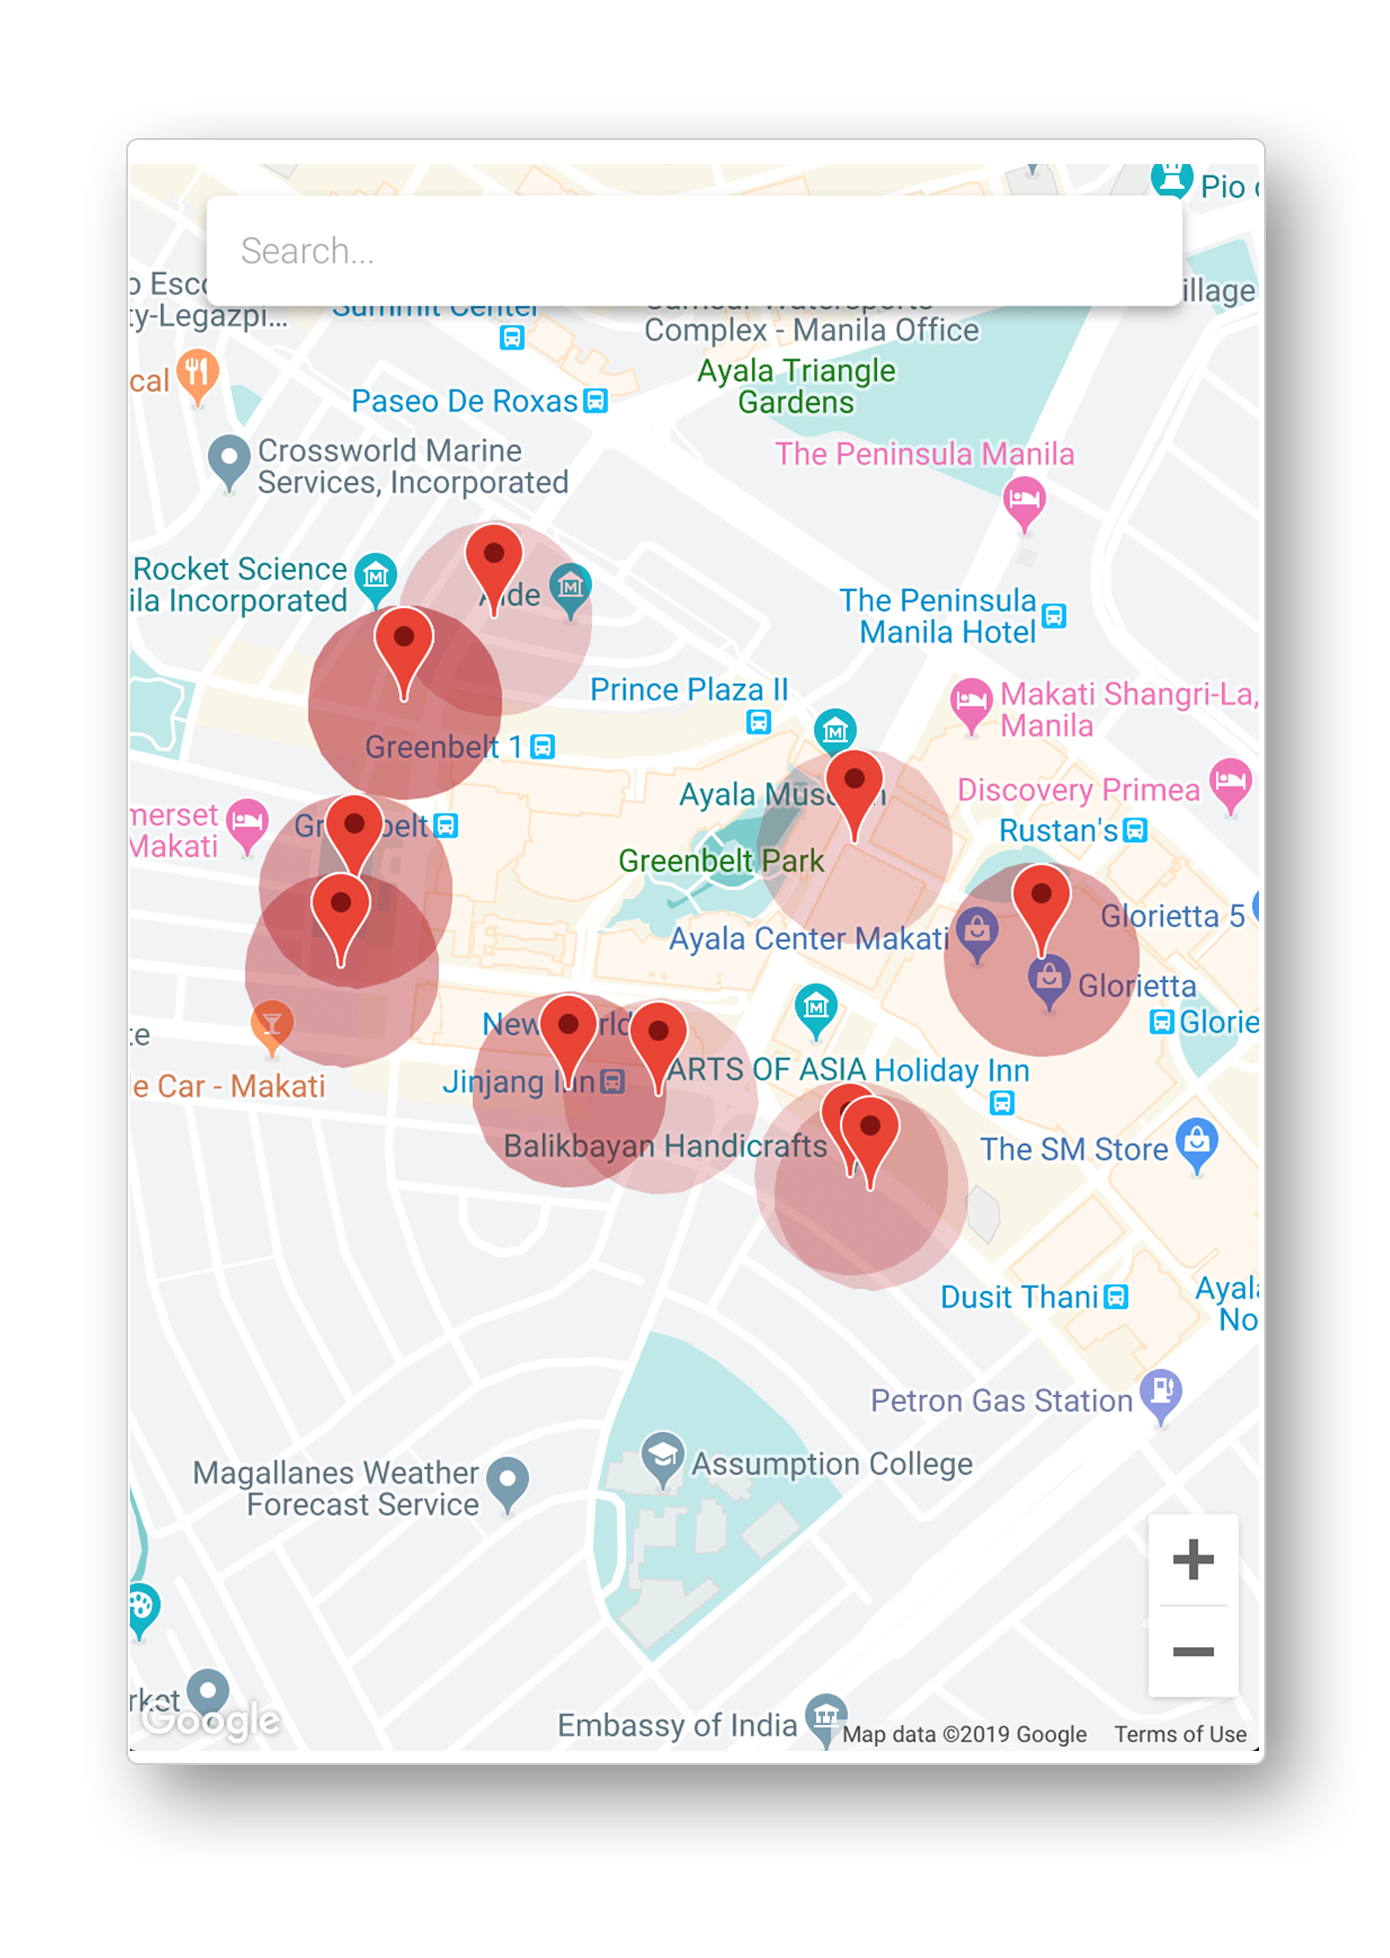 Pio
Search...
o Esc
illage
ty-Legazpi...
Summit Center
Complex - Manila Office
Ayala Triangle
Gardens
cal
Paseo De Roxas
Crossworld Marine
Services, Incorporated
The Peninsula Manila
Rocket Science
ila Incorporated
The Peninsula
Manila Hotel
Prince Plaza II
Makati Shangri-La,
Manila
Greenbelt 1
Ayala Museum
Discovery Primea
merset
Makati
Rustan's
Greenbelt Park
Glorietta 5
Ayala Center Makati
Glorietta
Glorie
New
rld
te
Jinjang Inn
ARTS OF ASIA
Holiday Inn
le Car - Makati
Balikbayan Handicrafts
The SM Store
Dusit Thani
Ayala
No
Petron Gas Station
Assumption College
Magallanes Weather
Forecast Service
rket
Google
Embassy of India
Map data ©2019 Google
Terms of Use